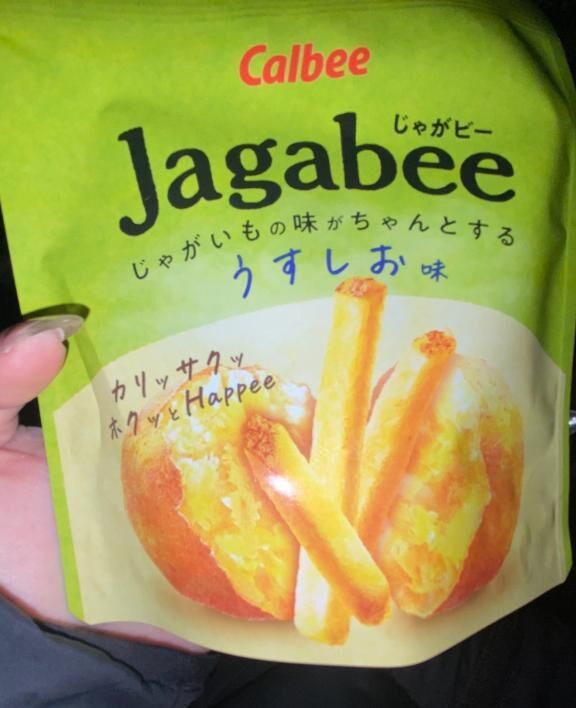 Calbee
じゃがビー
Jagabee
じゃがいもの味がちゃんとする
うすしお味
カリッサクッ
ホクッとHappee